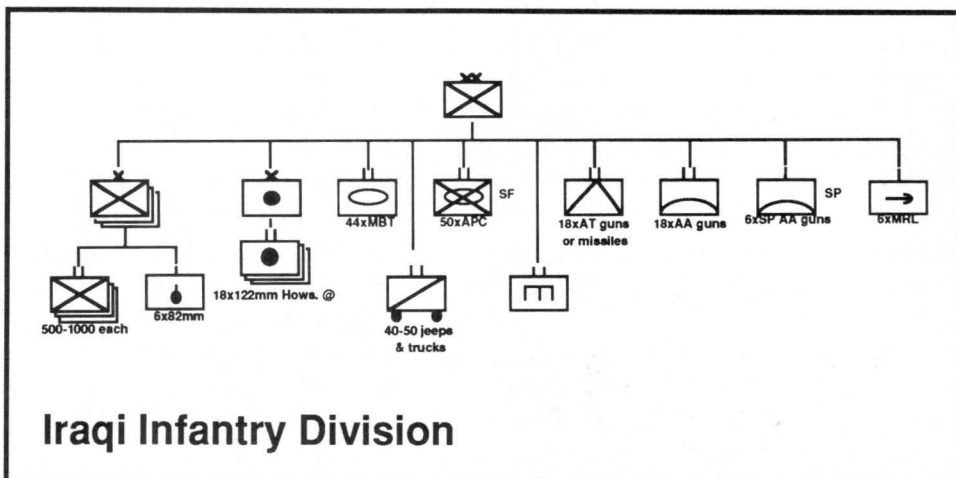 SF
SP
44xMBT
50xAPC
18xAT guns
or missiles
18xAA guns
6xSP AA guns
6xMRL
18x122mm Hows. @
500-1000 each
6x82mm
40-50 jeeps
& trucks
Iraqi Infantry Division